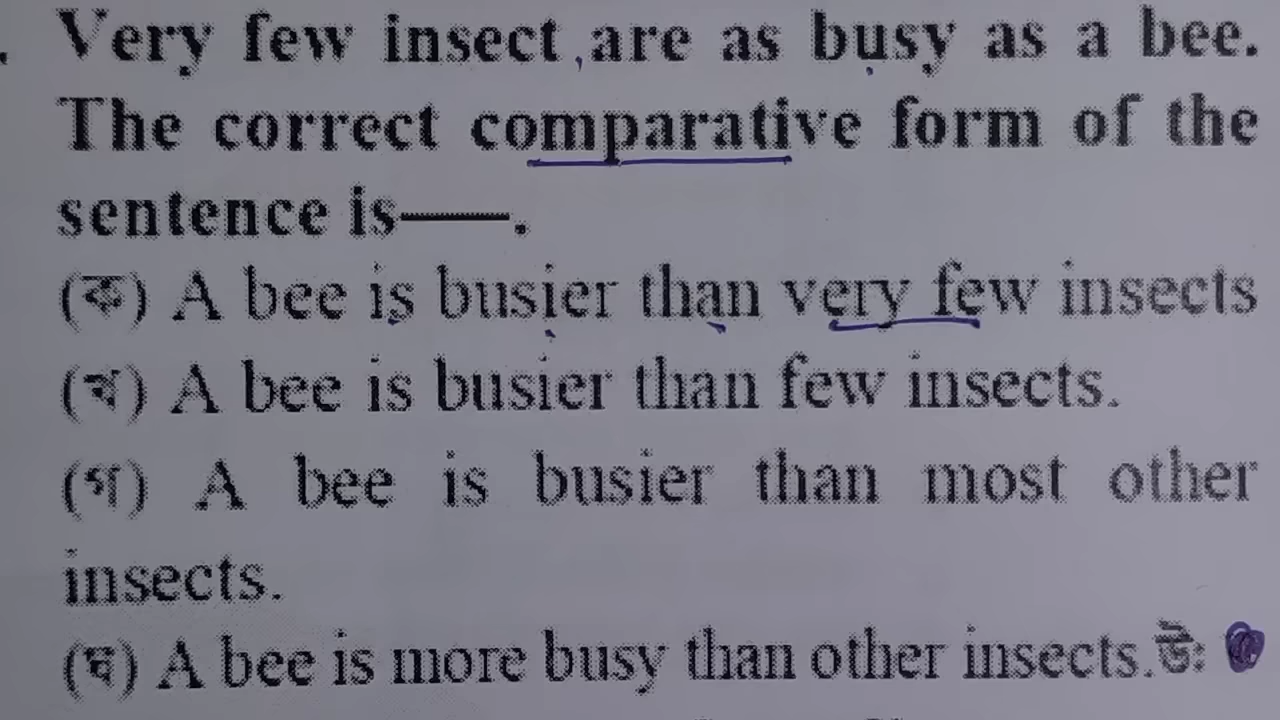 . Very few insect are as busy as a bee.
The correct comparative form of the
sentence is——.
(ক) A bee is busier than very few insects
(খ) A bee is busier than few insects.
(গ) A bee is busier than most other
insects.
(ঘ) A bee is more busy than other insects.উ: